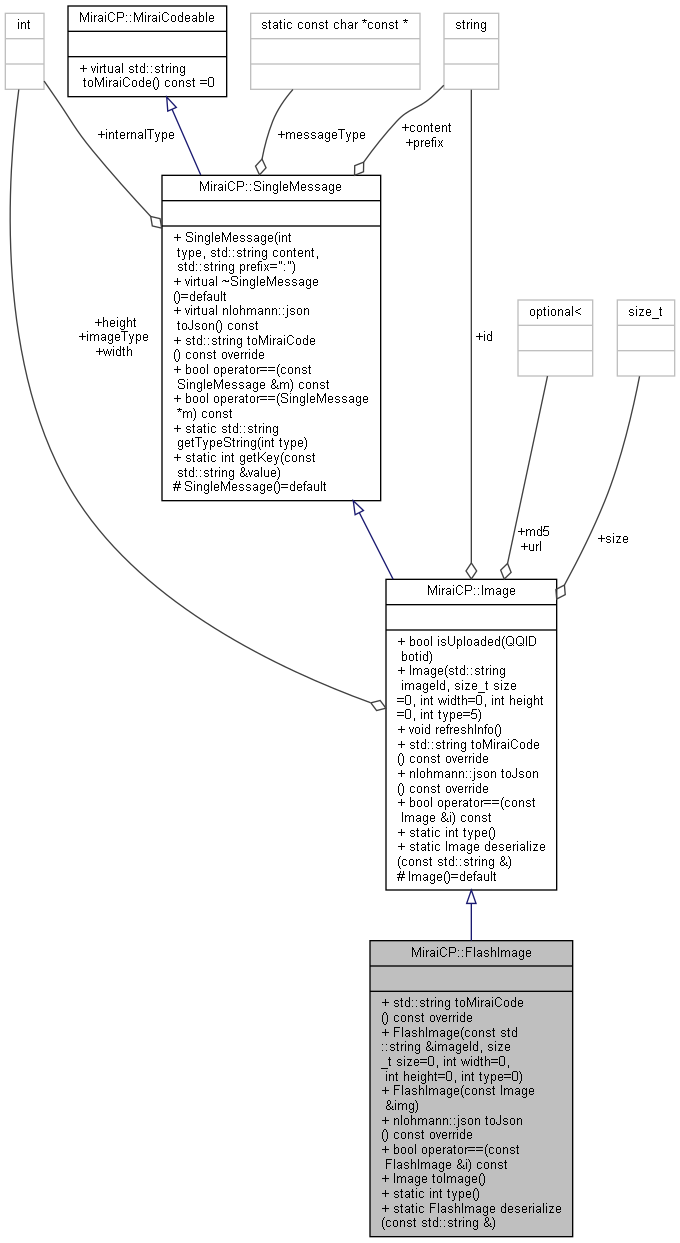 int
MiraiCP::MiraiCodeable
+ virtual std::string
toMiraiCode() const =0
static const char *const *
string
+internalType
+messageType
+content
+prefix
MiraiCP::SingleMessage
+ SingleMessage(int
type, std::string content,
std::string prefix=":")
+ virtual ~SingleMessage
()=default
+ virtual nlohmann::json
toJson() const
+ std::string toMiraiCode
() const override
+ bool operator==(const
SingleMessage &m) const
+ bool operator==(SingleMessage
*m) const
+ static std::string
getTypeString(int type)
+ static int getKey(const
std::string &value)
# SingleMessage()=default
+height
+imageType
+width
+id
optional<
size_t
+md5
+url
+size
MiraiCP::Image
+ bool isUploaded(QQID
botid)
+ Image(std::string
imageId, size_t size
=0, int width=0, int height
=0, int type=5)
+ void refreshInfo()
+ std::string toMiraiCode
() const override
+ nlohmann::json toJson
() const override
+ bool operator==(const
Image &i) const
+ static int type()
+ static Image deserialize
(const std::string &)
# Image()=default
MiraiCP::FlashImage
+ std::string toMiraiCode
() const override
+ FlashImage(const std
::string &imageId, size
_t size=0, int width=0,
int height=0, int type=0)
+ FlashImage(const Image
&img)
+ nlohmann::json toJson
() const override
+ bool operator==(const
FlashImage &i) const
+ Image toImage()
+ static int type()
+ static FlashImage deserialize
(const std::string &)